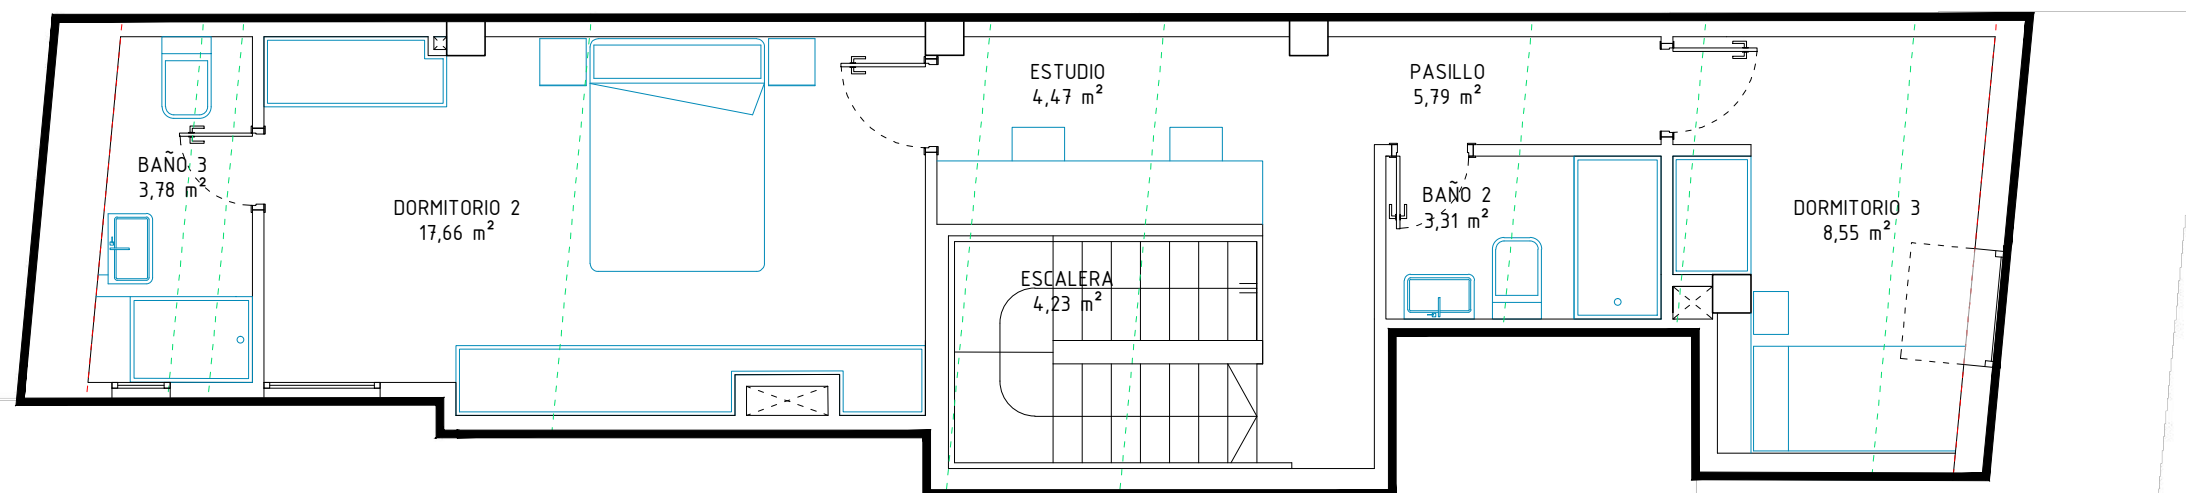 BAÑO 3
3,78 m²
DORMITORIO 2
17,66 m²
ESTUDIO
4,47 m²
ESCALERA
4,23 m²
PASILLO
5,79 m²
BAÑO 2
3,31 m²
DORMITORIO 3
8,55 m²